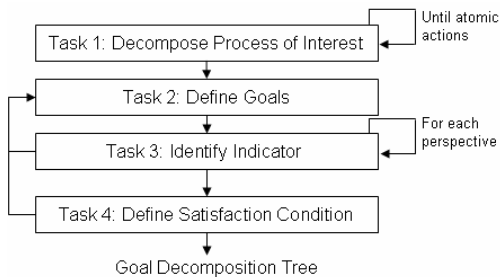 Until atomic
actions
Task 1: Decompose Process of Interest
Task 2: Define Goals
For each
perspective
Task 3: Identify Indicator
Task 4: Define Satisfaction Condition
Goal Decomposition Tree